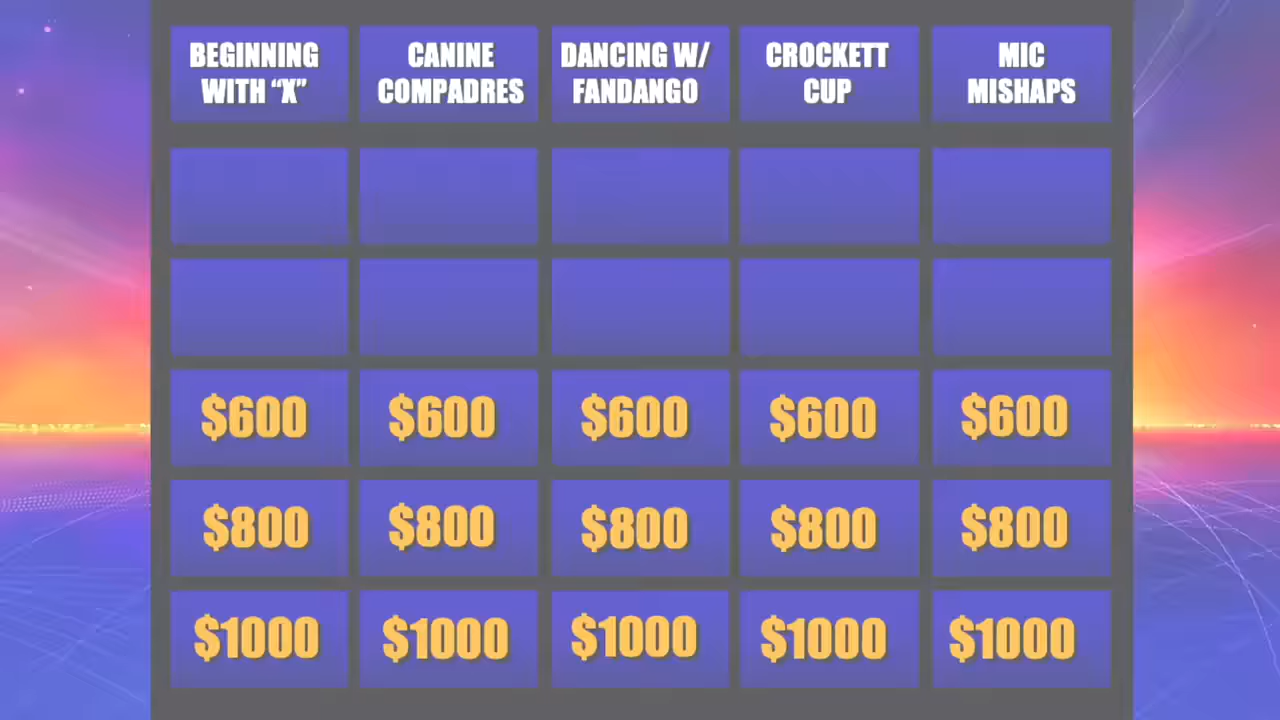 BEGINNING
WITH “X”
CANINE
COMPADRES
DANCING W/
FANDANGO
CROCKETT
CUP
MIC
MISHAPS
$600 $600 $600 $600 $600
$800 $800 $800 $800 $800
$1000 $1000 $1000 $1000 $1000